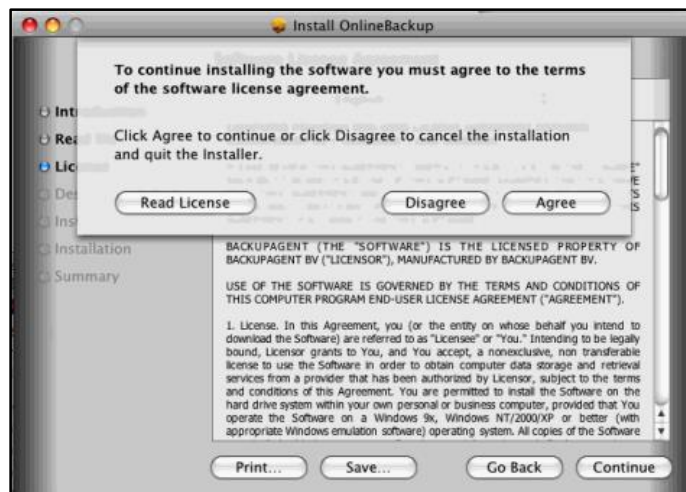 Install OnlineBackup
To continue installing the software you must agree to the terms
of the software license agreement.
Click Agree to continue or click Disagree to cancel the installation
and quit the Installer.
Read License
Disagree
Agree
Int
Rea
Lic
De
Ins
Installation
Summary
BACKUPAGENT (THE "SOFTWARE") IS THE LICENSED PROPERTY OF
BACKUPAGENT BV ("LICENSOR"), MANUFACTURED BY BACKUPAGENT BV.
USE OF THE SOFTWARE IS GOVERNED BY THE TERMS AND CONDITIONS OF
THIS COMPUTER PROGRAM END-USER LICENSE AGREEMENT ("AGREEMENT").
1. License. In this Agreement, you (or the entity on whose behalf you intend to
download the Software) are referred to as "Licensee" or "You." Intending to be legally
bound, Licensor grants to You, and You accept, a nonexclusive, non transferable
license to use the Software in order to obtain computer data storage and retrieval
services from a provider that has been authorized by Licensor, subject to the terms
and conditions of this Agreement. You are permitted to install the Software on the
hard drive system within your own personal or business computer, provided that You
operate the Software on a Windows 9x, Windows NT/2000/XP or better (with
appropriate Windows emulation software) operating system. All copies of the Software
Print...
Save...
Go Back
Continue